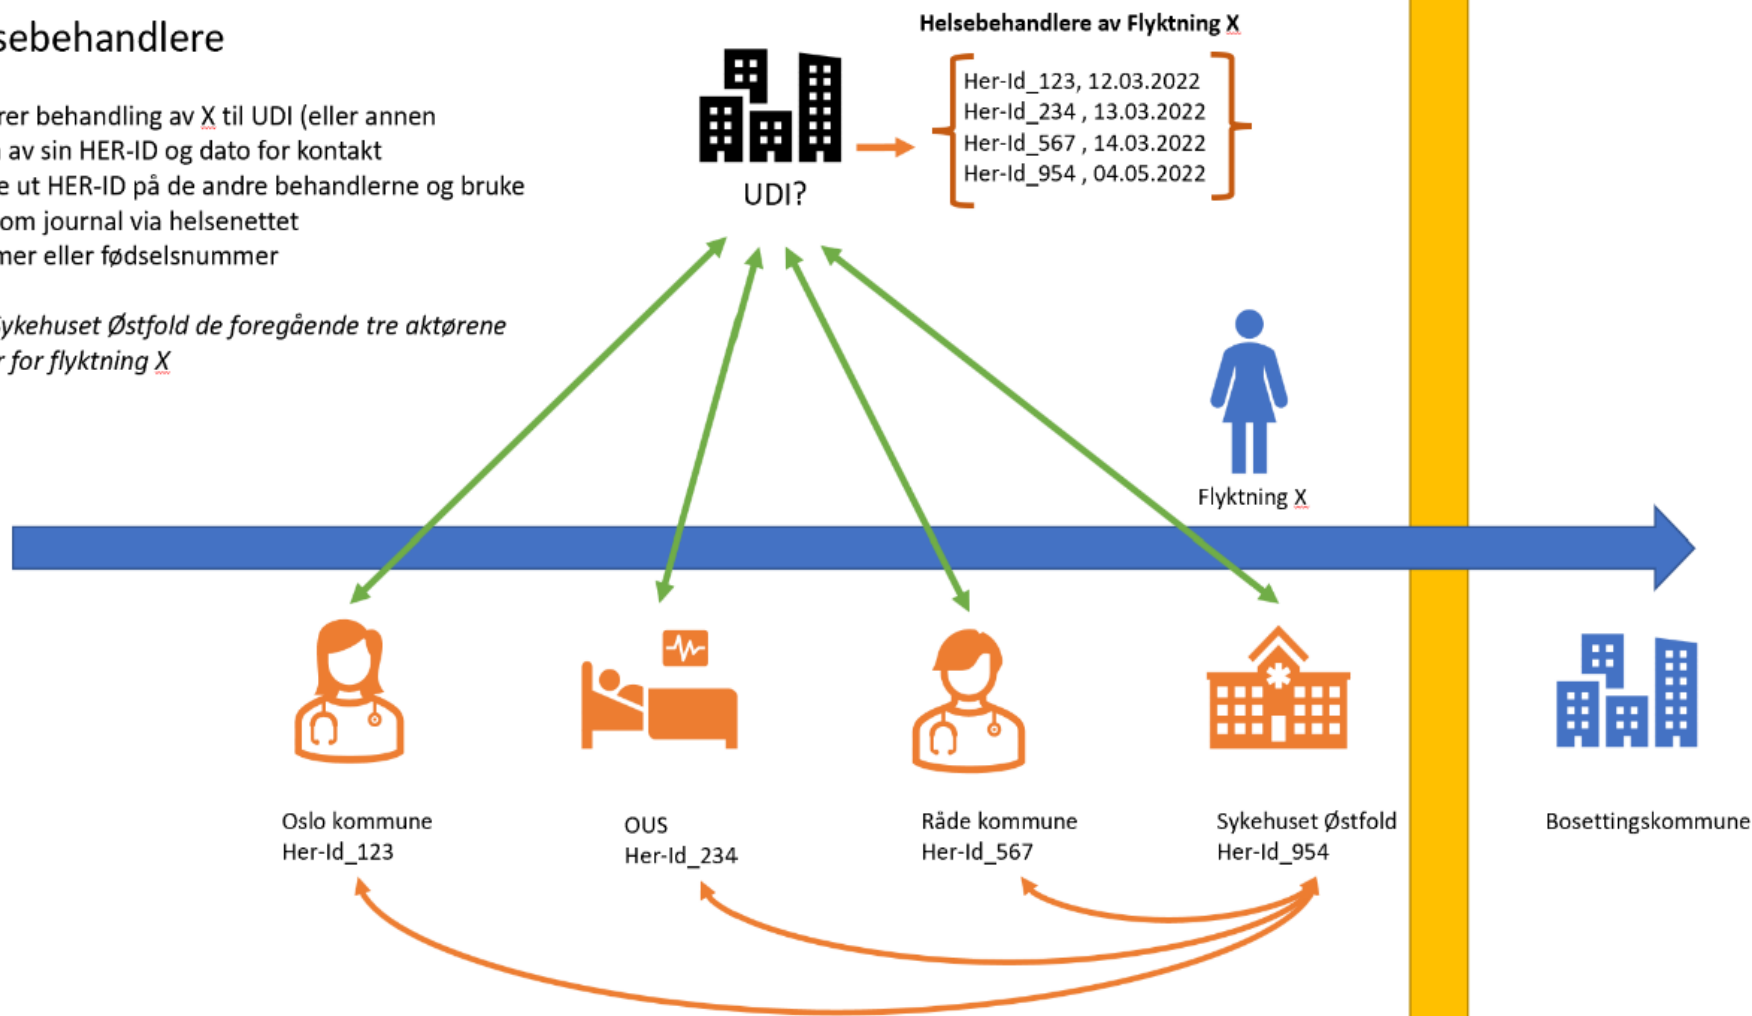 sebehandlere
rer behandling av X til UDI (eller annen
av sin HER-ID og dato for kontakt
e ut HER-ID på de andre behandlerne og bruke
om journal via helsenettet
mer eller fødselsnummer
Sykehuset Østfold de foregående tre aktørene
r for flyktning X
UDI?
Helsebehandlere av Flyktning X
Her-Id_123, 12.03.2022
Her-Id_234 , 13.03.2022
Her-Id_567 , 14.03.2022
Her-Id_954 , 04.05.2022
Flyktning X
Oslo kommune
Her-Id_123
OUS
Her-Id_234
Råde kommune
Her-Id_567
Sykehuset Østfold
Her-Id_954
Bosettingskommune